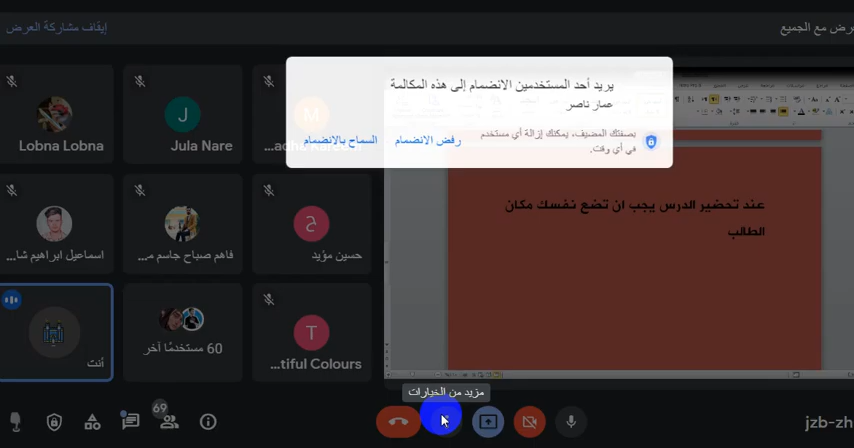 إيقاف مشاركة العرض
عرض مع الجميع
يريد أحد المستخدمين الانضمام إلى هذه المكالمة
عمار ناصر
بصفتك المضيف، يمكنك إزالة أي مستخدم
في أي وقت.
رفض الانضمام
السماح بالانضمام
Lobna Lobna
Jula Nare
اسماعيل ابراهيم شا...
فاهم صباح جاسم م...
حسين مؤيد
أنت
60 مستخدمًا آخر
...tiful Colours
عند تحضير الدرس يجب ان تضع نفسك مكان
الطالب
مزيد من الخيارات
69
jzb-zh